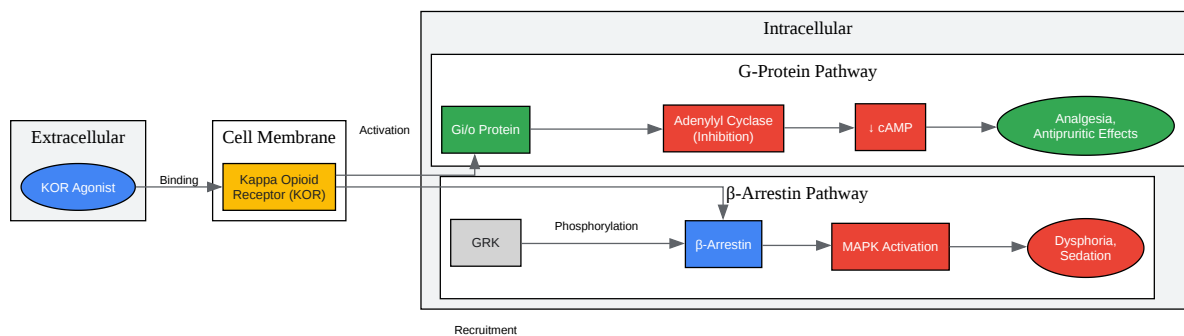 Intracellular
G-Protein Pathway
Extracellular
Cell Membrane
Activation
Gi/o Protein
Adenylyl Cyclase
(Inhibition)
↓ cAMP
Analgesia,
Antipruritic Effects
KOR Agonist
Binding
Kappa Opioid
Receptor (KOR)
β-Arrestin Pathway
GRK
Phosphorylation
β-Arrestin
MAPK Activation
Dysphoria,
Sedation
Recruitment